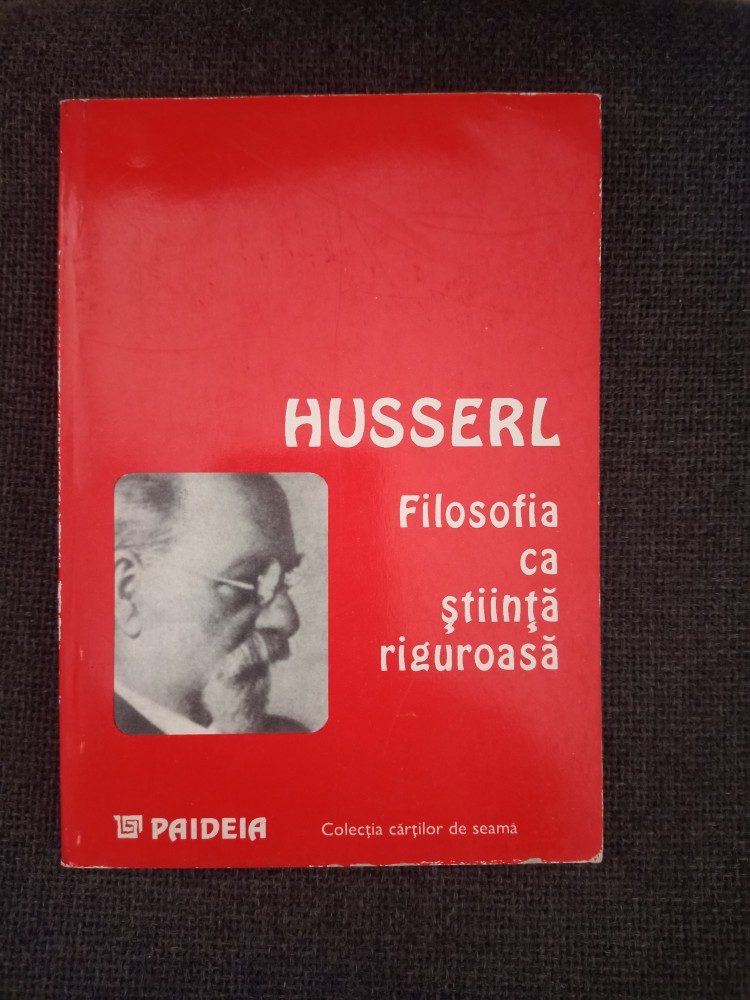 HUSSERL
Filosofia
ca
ştiinţă
riguroasă
PAIDEIA
Colecţia cărţilor de seamă